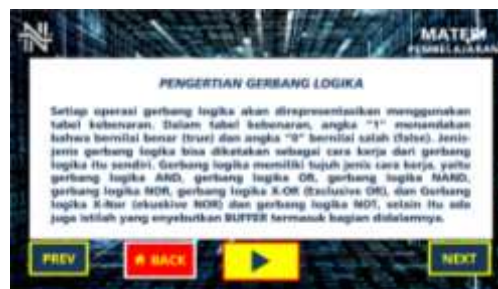 MATERI
PEMBELAJARAN
PENGERTIAN GERBANG LOGIKA
Setiap operasi gerbang logika akan direpresentasikan menggunakan
tabel kebenaran. Dalam tabel kebenaran, angka "1" menandakan
bahwa bernilai benar (true) dan angka "0" bernilai salah (false). Jenis-
jenis gerbang logika bisa dikatakan sebagai cara kerja dari gerbang
logika itu sendiri. Gerbang logika memiliki tujuh jenis cara kerja, yaitu
gerbang logika AND, gerbang logika OR, gerbang logika NAND,
gerbang logika NOR, gerbang logika X-OR (Exclusive OR), dan Gerbang
logika X-Nor (ekuskive NOR) dan gerbang logika NOT, selain itu ada
juga istilah yang enyebutkan BUFFER termasuk bagian didalamnya.
PREV
BACK
NEXT